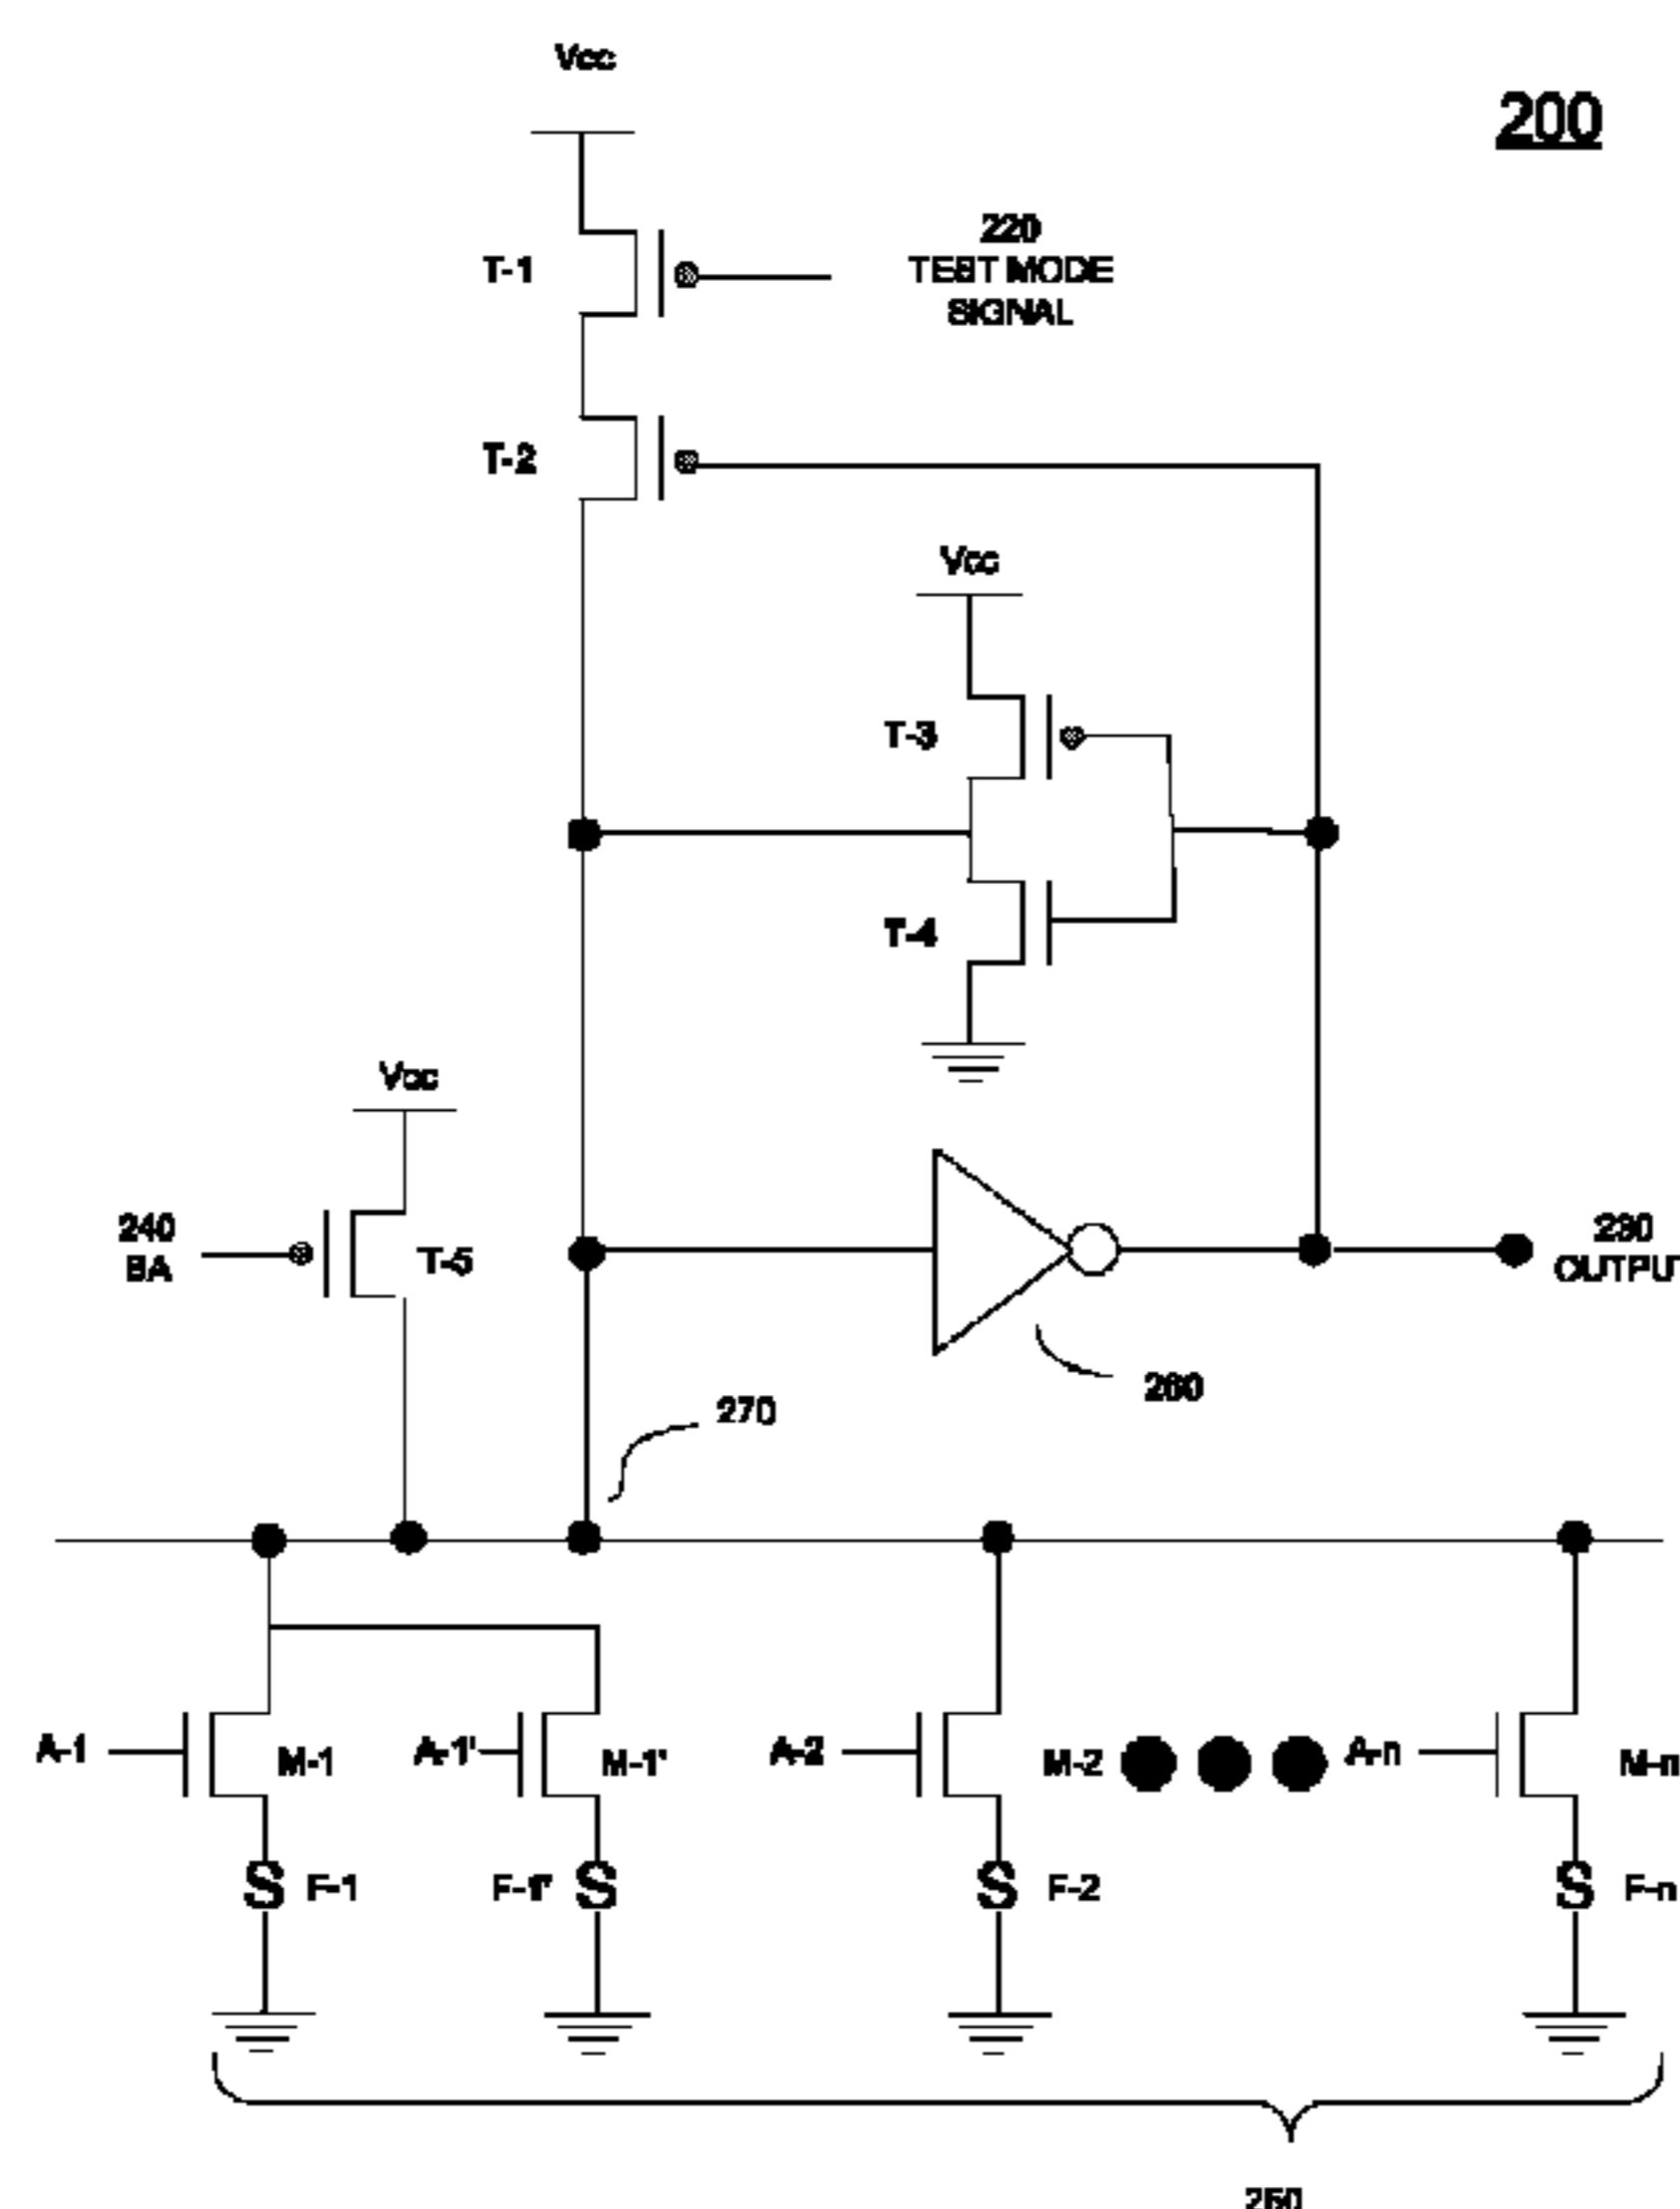 Vcc
200
T-1
220
TEST MODE
SIGNAL
T-2
Vcc
T-3
T-4
Vcc
240
BA
T-5
230
OUTPUT
260
270
A-1
M-1
A-1'
M-1'
A-2
M-2
A-n
M-n
S
F-1
F-1'
S
S
F-2
S
F-n
250